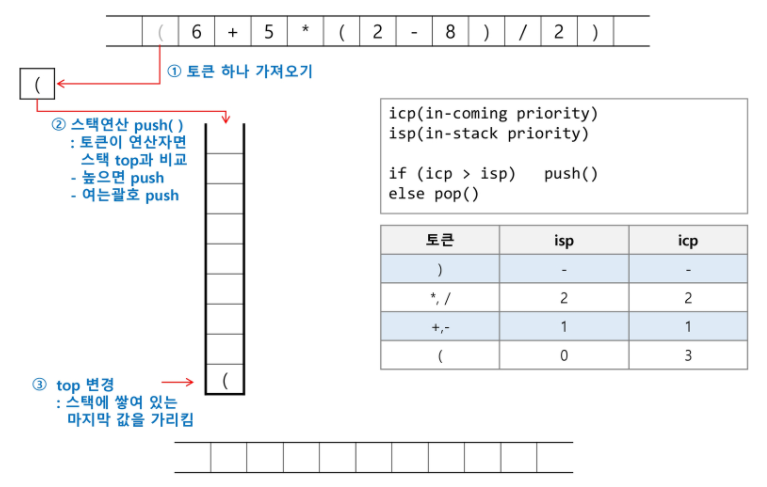 ( 6 + 5 * ( 2 - 8 ) / 2 )
① 토큰 하나 가져오기
(
② 스택연산 push( )
: 토큰이 연산자면
스택 top과 비교
- 높으면 push
- 여는괄호 push
icp(in-coming priority)
isp(in-stack priority)
if (icp > isp) push()
else pop()
토큰 isp icp
) - -
*, / 2 2
+,- 1 1
( 0 3
(
③ top 변경
: 스택에 쌓여 있는
마지막 값을 가리킴